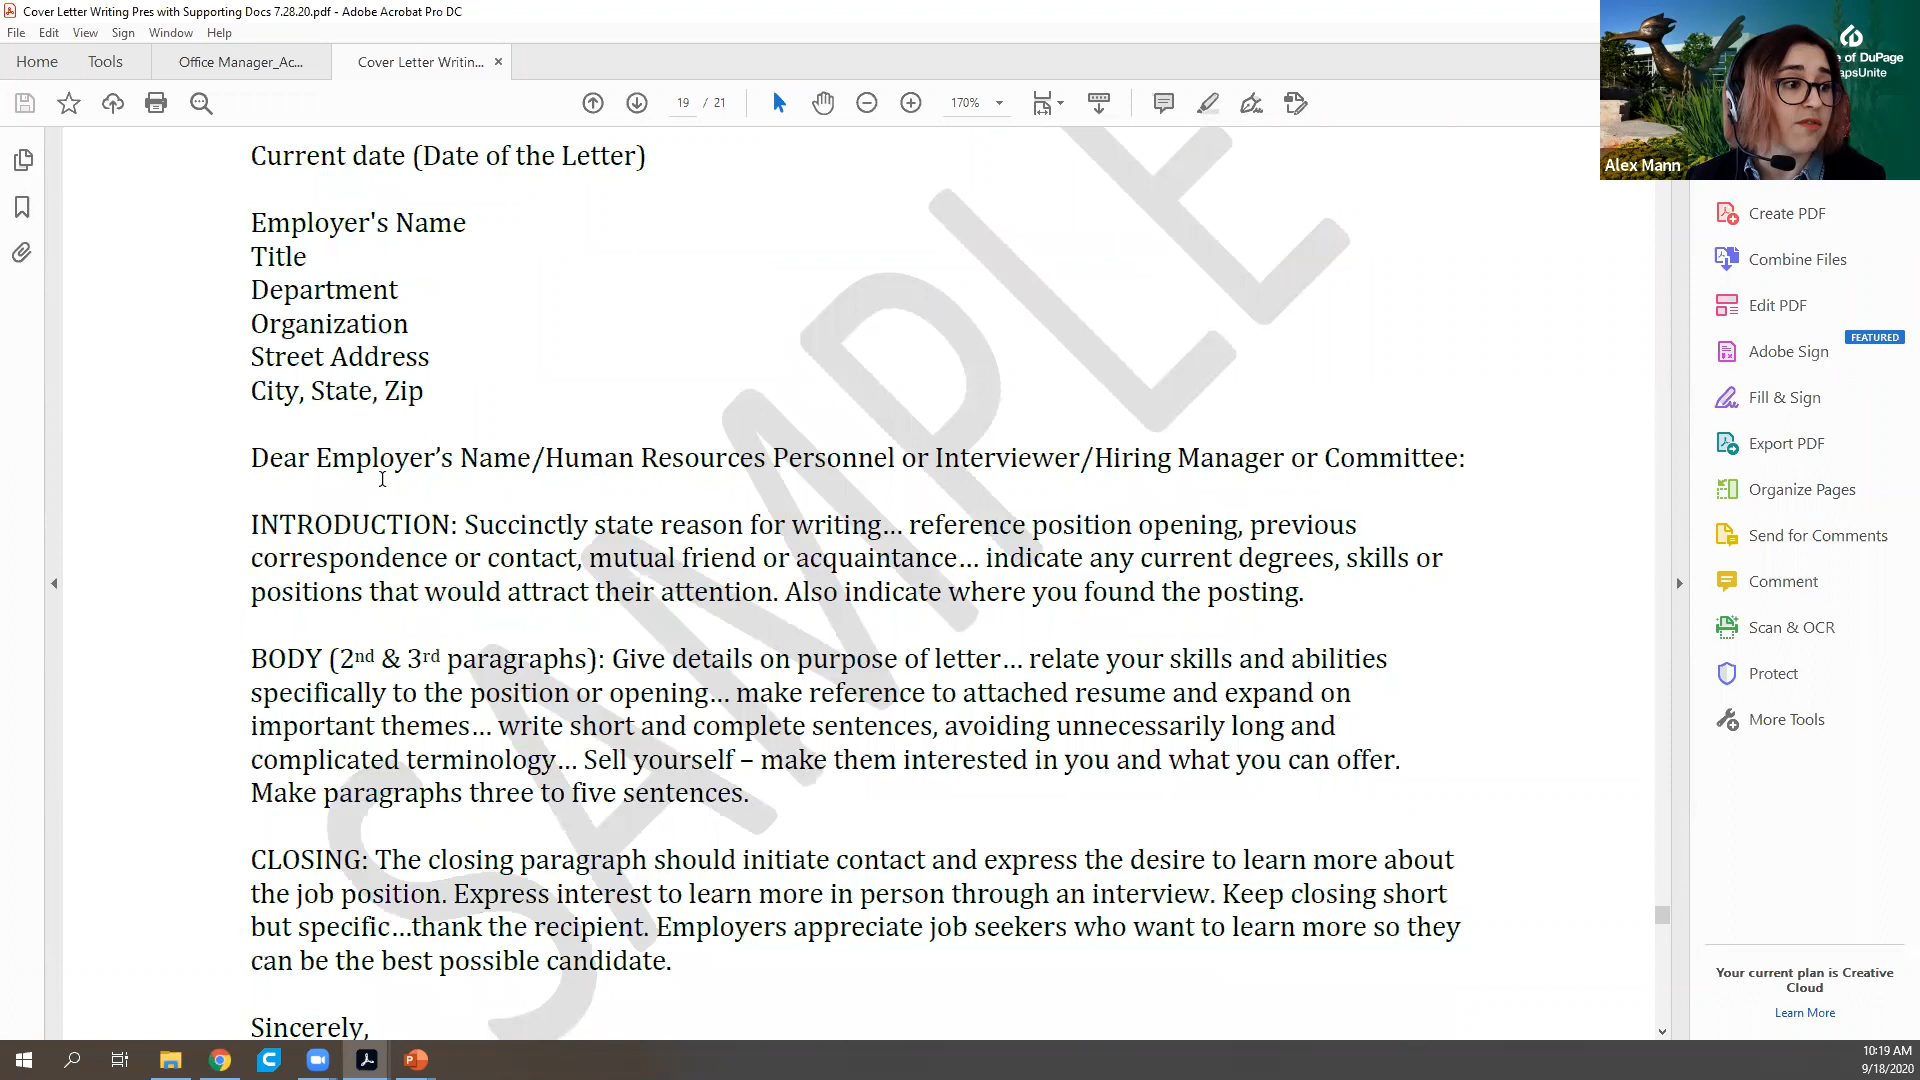 Cover Letter Writing Pres with Supporting Docs 7.28.20.pdf - Adobe Acrobat Pro DC
File Edit View Sign Window Help
Home Tools Office Manager_Ac... Cover Letter Writin... ×
19 / 21 170%
e of DuPage
apsUnite
Alex Mann
Current date (Date of the Letter)
Employer's Name
Title
Department
Organization
Street Address
City, State, Zip
Dear Employer’s Name/Human Resources Personnel or Interviewer/Hiring Manager or Committee:
INTRODUCTION: Succinctly state reason for writing… reference position opening, previous
correspondence or contact, mutual friend or acquaintance… indicate any current degrees, skills or
positions that would attract their attention. Also indicate where you found the posting.
BODY (2nd & 3rd paragraphs): Give details on purpose of letter… relate your skills and abilities
specifically to the position or opening… make reference to attached resume and expand on
important themes… write short and complete sentences, avoiding unnecessarily long and
complicated terminology… Sell yourself – make them interested in you and what you can offer.
Make paragraphs three to five sentences.
CLOSING: The closing paragraph should initiate contact and express the desire to learn more about
the job position. Express interest to learn more in person through an interview. Keep closing short
but specific…thank the recipient. Employers appreciate job seekers who want to learn more so they
can be the best possible candidate.
Sincerely,
SAMPLE
Create PDF
Combine Files
Edit PDF
FEATURED
Adobe Sign
Fill & Sign
Export PDF
Organize Pages
Send for Comments
Comment
Scan & OCR
Protect
More Tools
Your current plan is Creative
Cloud
Learn More
10:19 AM
9/18/2020